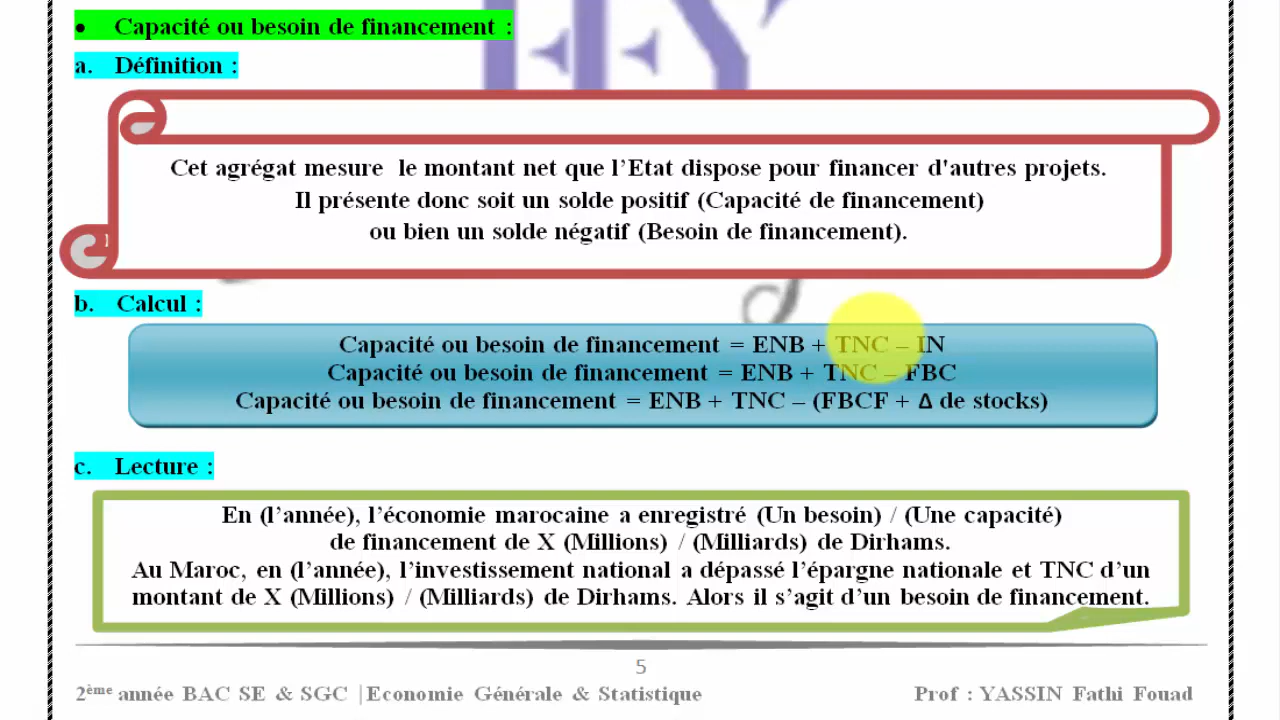 • Capacité ou besoin de financement :
a. Définition :
Cet agrégat mesure le montant net que l’Etat dispose pour financer d'autres projets.
Il présente donc soit un solde positif (Capacité de financement)
ou bien un solde négatif (Besoin de financement).
b. Calcul :
Capacité ou besoin de financement = ENB + TNC – IN
Capacité ou besoin de financement = ENB + TNC – FBC
Capacité ou besoin de financement = ENB + TNC – (FBCF + Δ de stocks)
c. Lecture :
En (l’année), l’économie marocaine a enregistré (Un besoin) / (Une capacité)
de financement de X (Millions) / (Milliards) de Dirhams.
Au Maroc, en (l’année), l’investissement national a dépassé l’épargne nationale et TNC d’un
montant de X (Millions) / (Milliards) de Dirhams. Alors il s’agit d’un besoin de financement.
5
2ème année BAC SE & SGC |Economie Générale & Statistique Prof : YASSIN Fathi Fouad